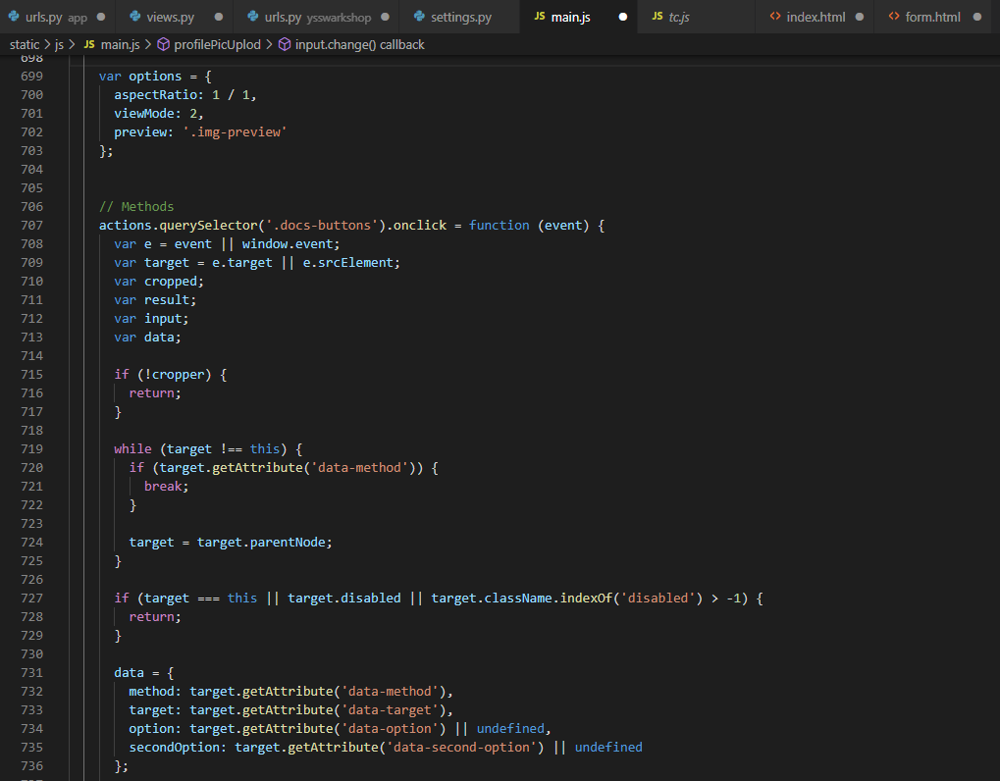 urls.py app ● views.py ● urls.py ysswarkshop ● settings.py JS main.js ● JS tc.js <> index.html ● <> form.html ●
static > js > JS main.js > profilePicUplod > input.change() callback
698
699 var options = {
700 aspectRatio: 1 / 1,
701 viewMode: 2,
702 preview: '.img-preview'
703 };
704
705
706 // Methods
707 actions.querySelector('.docs-buttons').onclick = function (event) {
708 var e = event || window.event;
709 var target = e.target || e.srcElement;
710 var cropped;
711 var result;
712 var input;
713 var data;
714
715 if (!cropper) {
716 return;
717 }
718
719 while (target !== this) {
720 if (target.getAttribute('data-method')) {
721 break;
722 }
723
724 target = target.parentNode;
725 }
726
727 if (target === this || target.disabled || target.className.indexOf('disabled') > -1) {
728 return;
729 }
730
731 data = {
732 method: target.getAttribute('data-method'),
733 target: target.getAttribute('data-target'),
734 option: target.getAttribute('data-option') || undefined,
735 secondOption: target.getAttribute('data-second-option') || undefined
736 };